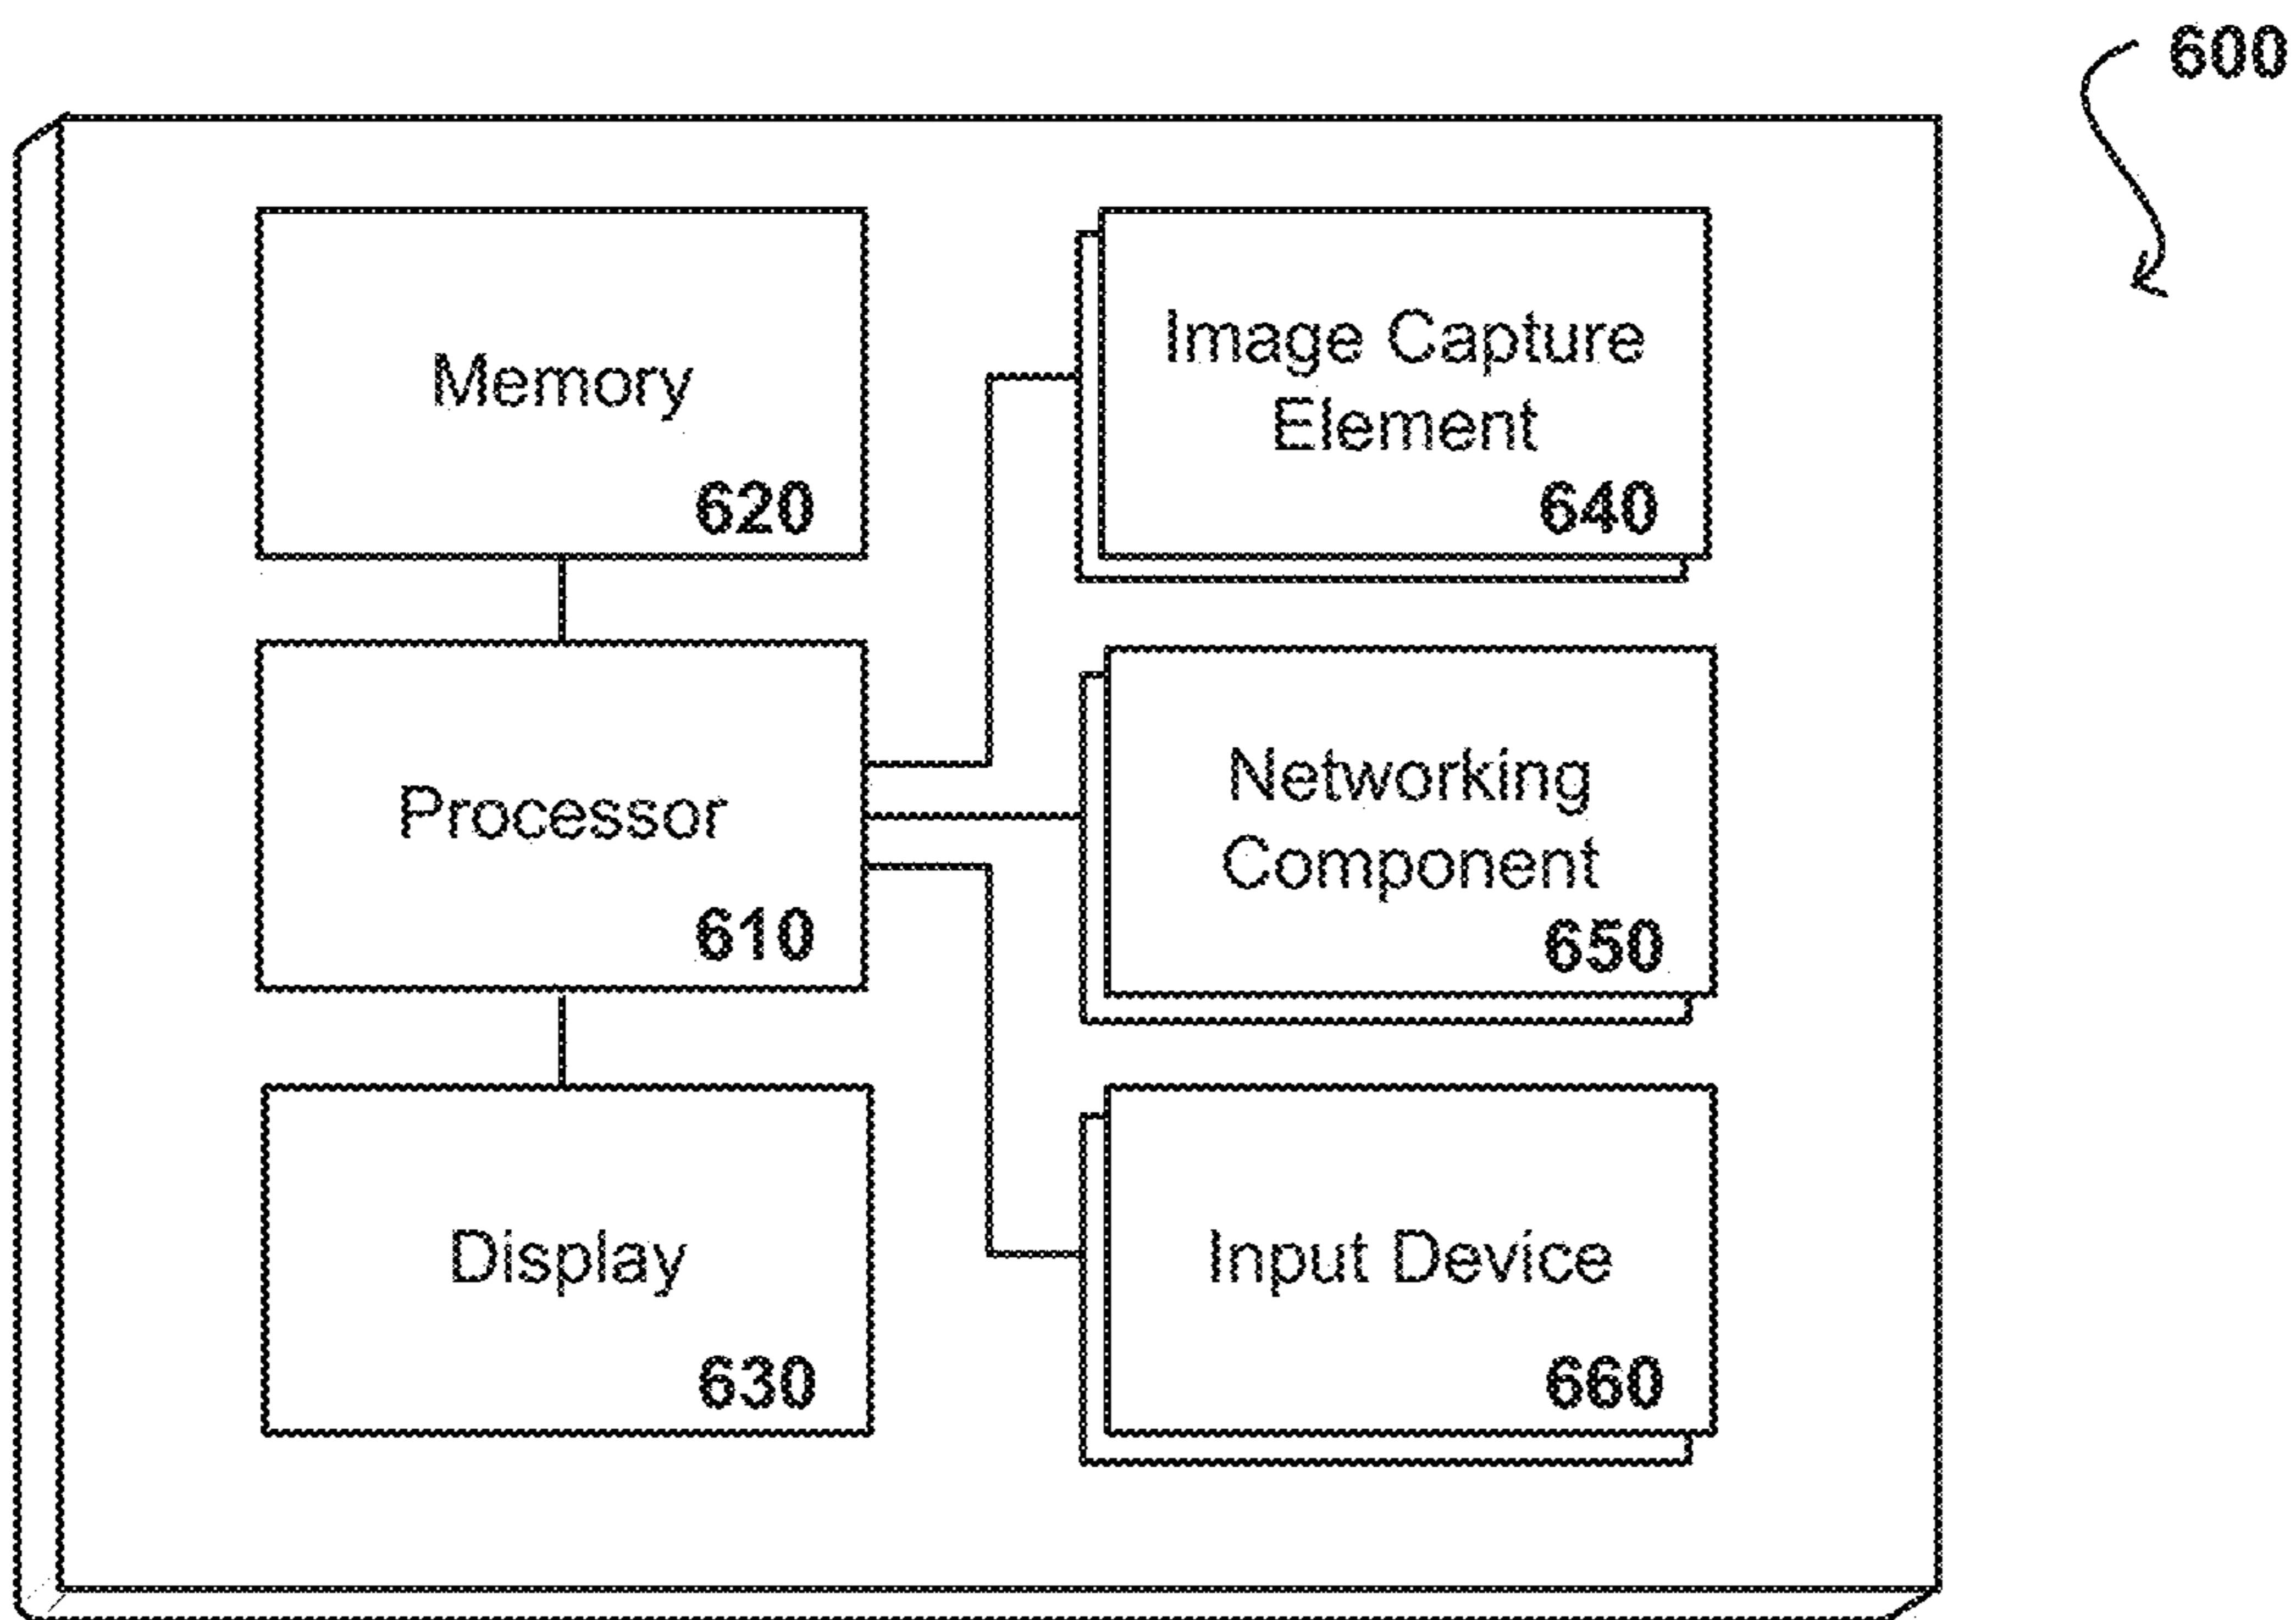 600
Memory
620
Image Capture
Element
640
Processor
610
Networking
Component
650
Display
630
Input Device
660